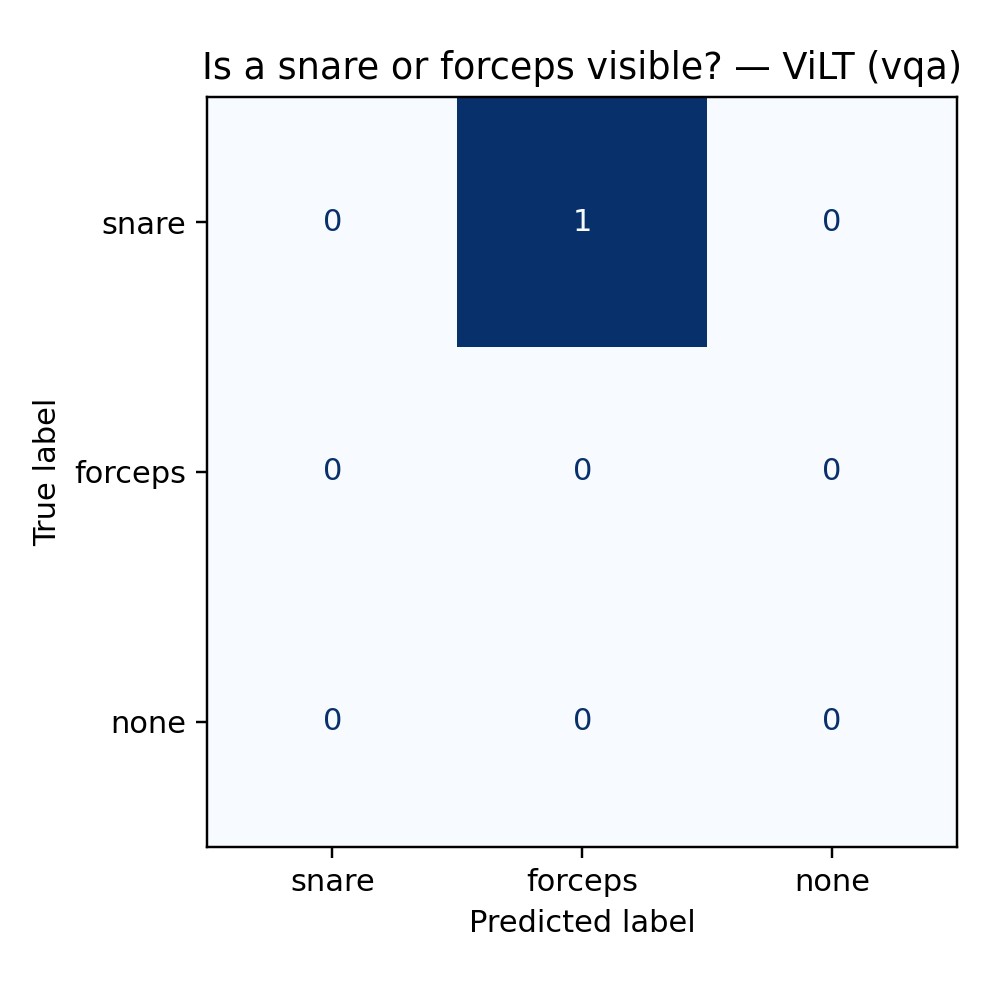 Is a snare or forceps visible? — ViLT (vqa)
snare 0 1 0
True label
forceps 0 0 0
none 0 0 0
snare forceps none
Predicted label